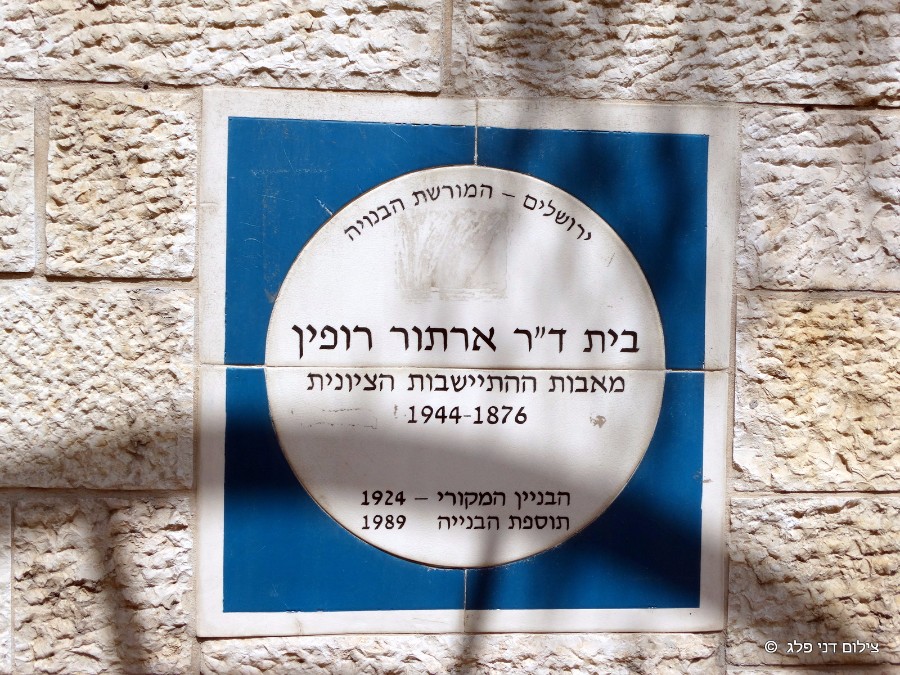 ירושלים – המורשת הבנויה
בית ד״ר ארתור רופין
מאבות ההתיישבות הציונית
1944-1876
הבניין המקורי – 1924
תוספת הבנייה 1989
© צילום דני פלג